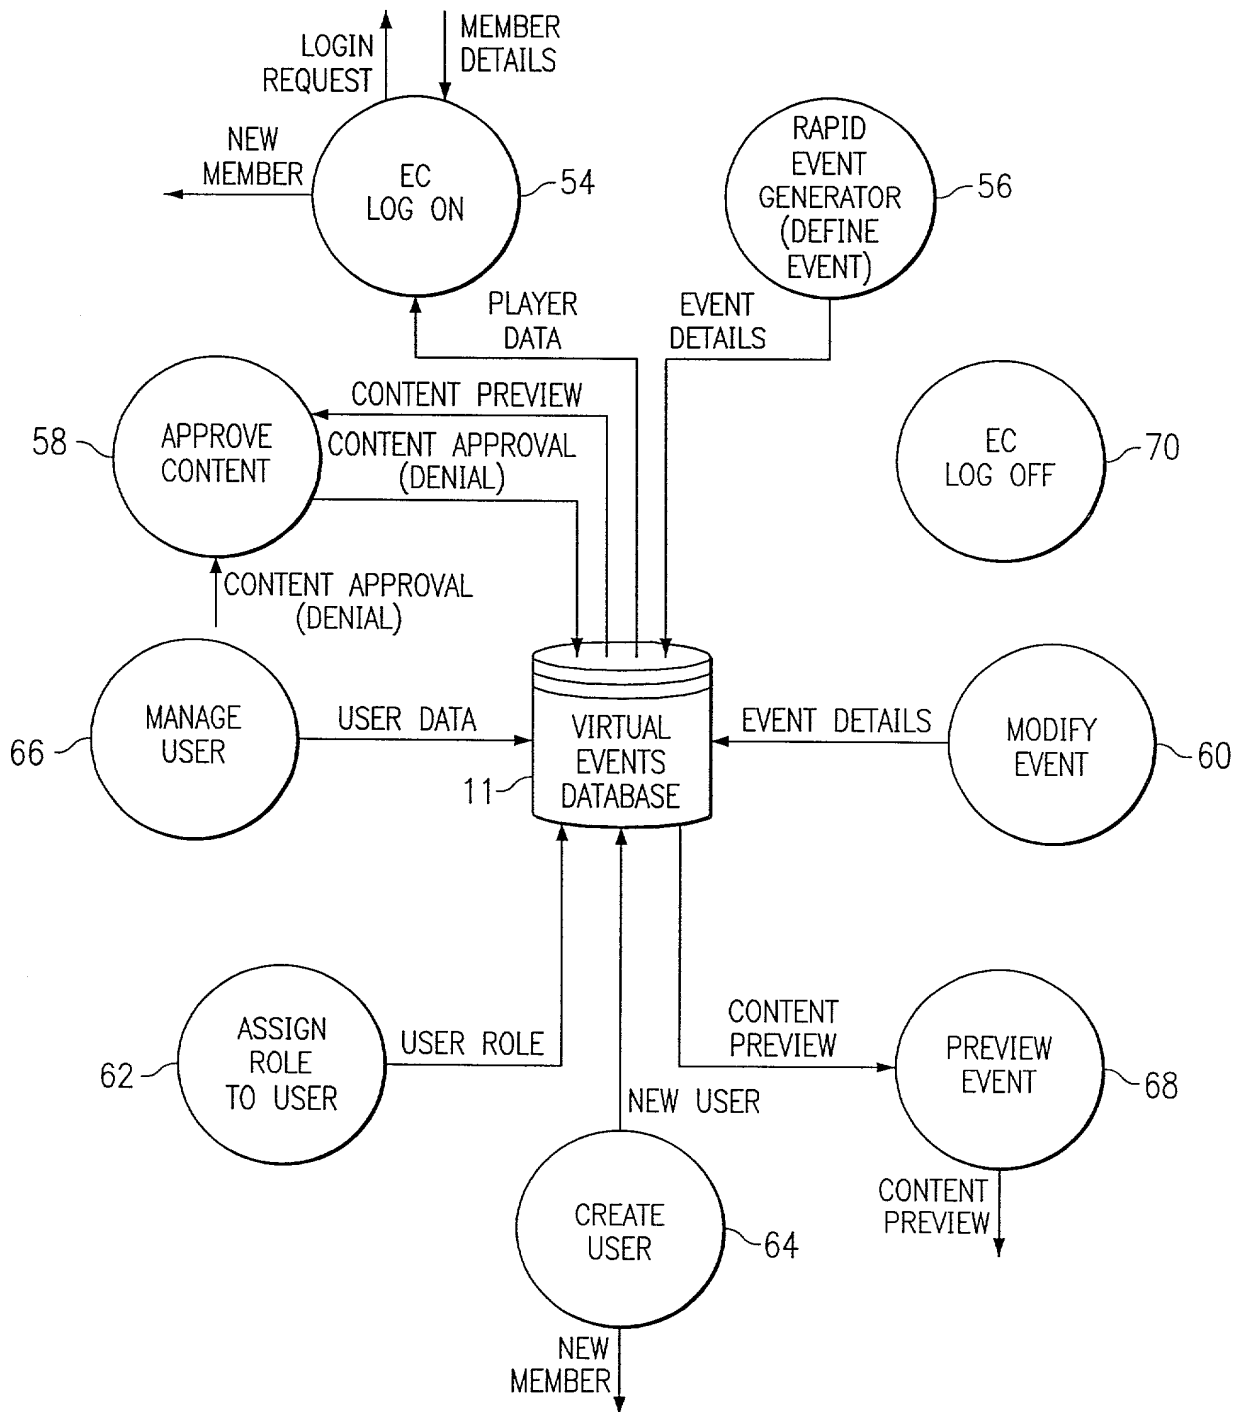 LOGIN
REQUEST
MEMBER
DETAILS
NEW
MEMBER
EC
LOG ON
54
RAPID
EVENT
GENERATOR
(DEFINE
EVENT)
56
PLAYER
DATA
EVENT
DETAILS
CONTENT PREVIEW
CONTENT APPROVAL
(DENIAL)
58
APPROVE
CONTENT
EC
LOG OFF
70
CONTENT APPROVAL
(DENIAL)
MANAGE
USER
66
USER DATA
VIRTUAL
EVENTS
DATABASE
11
EVENT DETAILS
MODIFY
EVENT
60
ASSIGN
ROLE
TO USER
62
USER ROLE
NEW USER
CONTENT
PREVIEW
PREVIEW
EVENT
68
CONTENT
PREVIEW
CREATE
USER
64
NEW
MEMBER